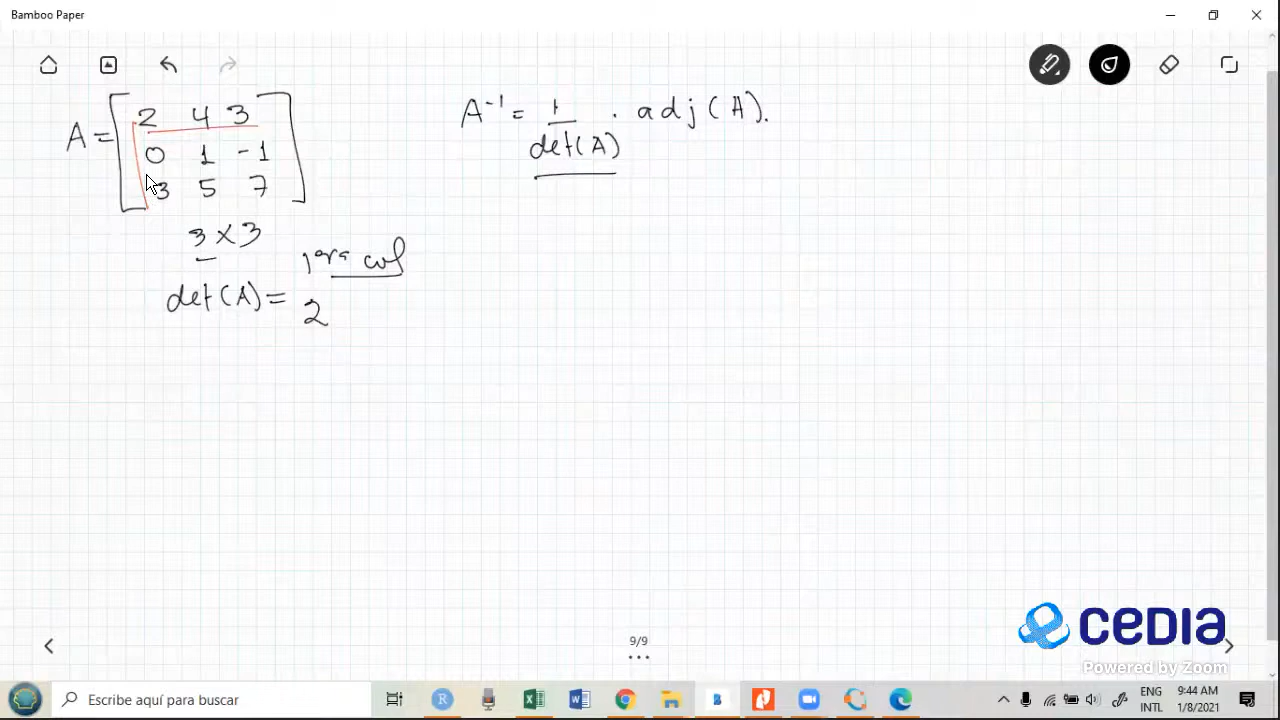 Bamboo Paper
A = [ 2 4 3
0 1 -1
3 5 7 ]
A⁻¹ = 1/det(A) . adj(A).
3 x 3
1era col
det(A) = 2
9/9
cedia
Powered by Zoom
Escribe aquí para buscar
ENG
INTL
9:44 AM
1/8/2021